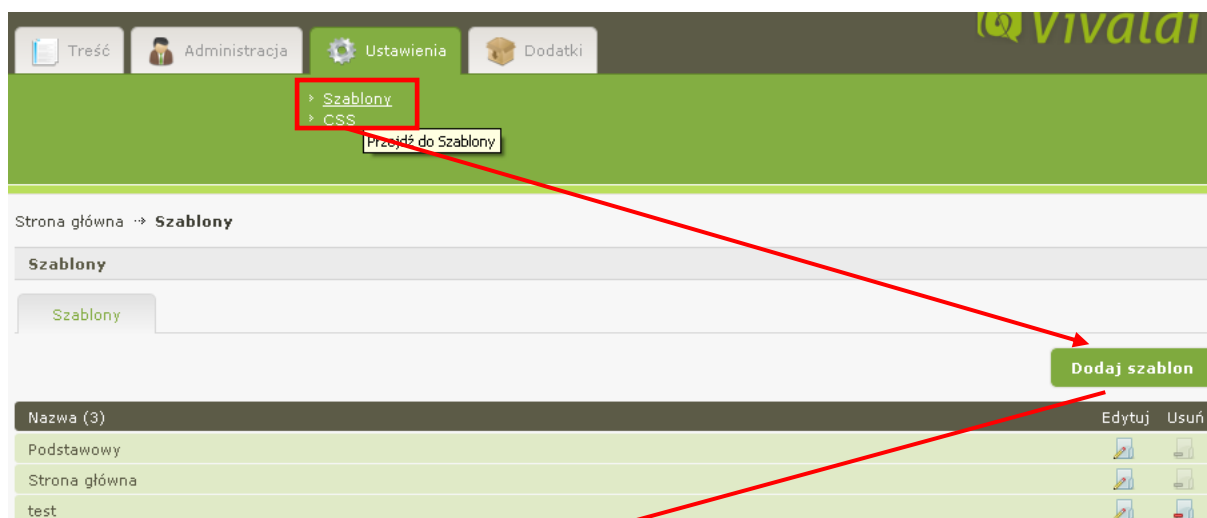 Vivaldi
Treść Administracja Ustawienia Dodatki
Szablony
CSS
Przejdź do Szablony
Strona główna Szablony
Szablony
Szablony
Dodaj szablon
Nazwa (3) Edytuj Usuń
Podstawowy
Strona główna
test